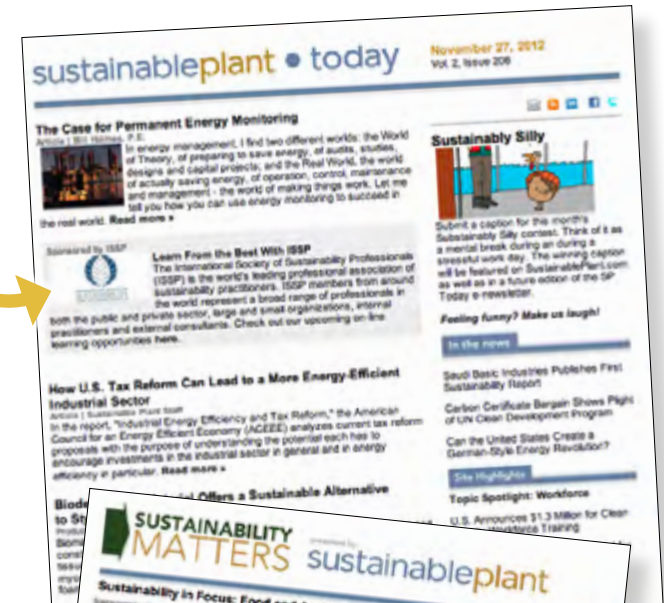 sustainableplant • today
November 27, 2012
Vol. 2, Issue 208
The Case for Permanent Energy Monitoring
Article | Bill Holmes, P.E.
In energy management, I find two different worlds: the World
of Theory, of preparing to save energy, of audits, studies,
designs and capital projects; and the Real World, the world
of actually saving energy, of operation, control, maintenance
and management - the world of making things work. Let me
tell you how you can use energy monitoring to succeed in
the real world. Read more »
Sponsored by ISSP
Learn From the Best With ISSP
The International Society of Sustainability Professionals
(ISSP) is the world's leading professional association of
sustainability practitioners. ISSP members from around
the world represent a broad range of professionals in
both the public and private sector, large and small organizations, internal
practitioners and external consultants. Check out our upcoming on-line
learning opportunities here.
How U.S. Tax Reform Can Lead to a More Energy-Efficient
Industrial Sector
Article | Sustainable Plant Staff
In the report, "Industrial Energy Efficiency and Tax Reform," the American
Council for an Energy Efficient Economy (ACEEE) analyzes current tax reform
proposals with the purpose of understanding the potential each has to
encourage investments in the industrial sector in general and in energy
efficiency in particular. Read more »
Offers a Sustainable Alternative
to
Sustainably Silly
Submit a caption for this month's
Substainably Silly contest. Think of it as
a mental break during an during a
stressful work day. The winning caption
will be featured on SustainablePlant.com
as well as in a future edition of the SP
Today e-newsletter.
Feeling funny? Make us laugh!
In the news
Saudi Basic Industries Publishes First
Sustainability Report
Carbon Certificate Bargain Shows Plight
of UN Clean Development Program
Can the United States Create a
German-Style Energy Revolution?
Site Highlights
Topic Spotlight: Workforce
U.S. Announces $1.3 Million for Clean
Workforce Training
SUSTAINABILITY
MATTERS
presented by
sustainableplant
Sustainability in Focus: Food